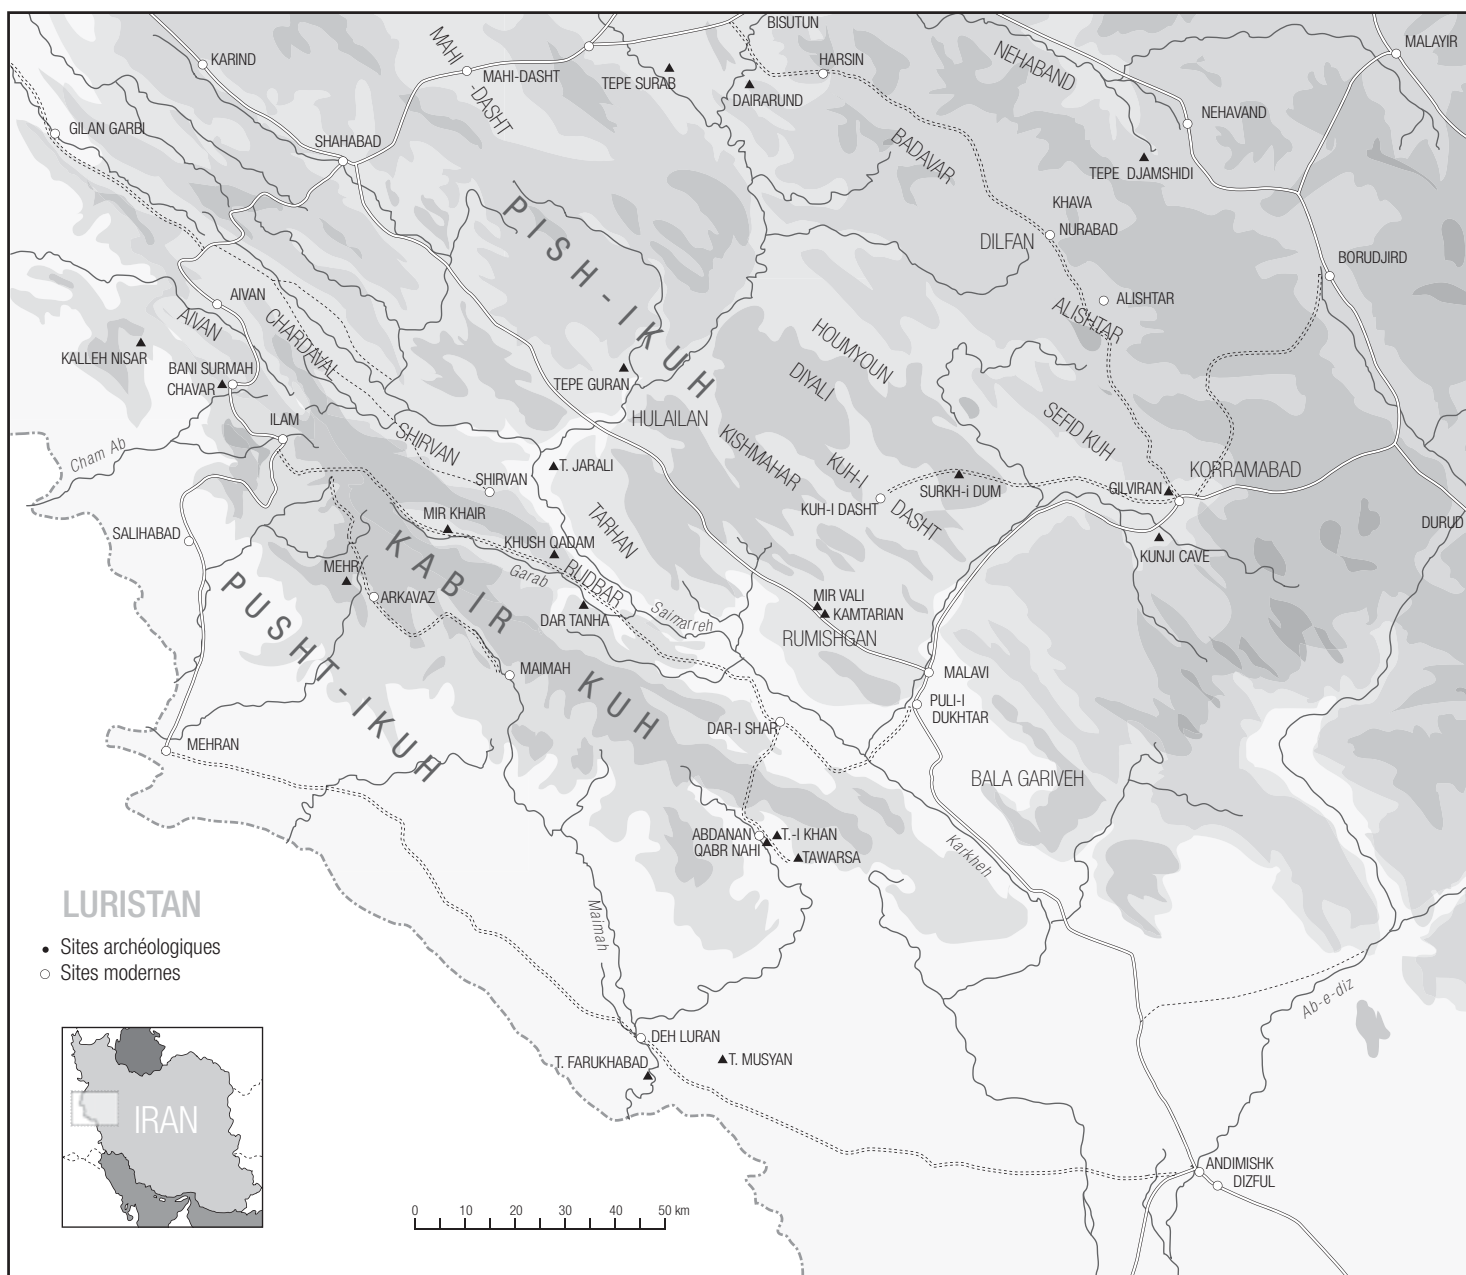 BISUTUN
MALAYIR
KARIND
MAHI
-DASHT
MAHI-DASHT
TEPE SURAB
HARSIN
DAIRARUND
NEHABAND
NEHAVAND
GILAN GARBI
SHAHABAD
BADAVAR
TEPE DJAMSHIDI
KHAVA
NURABAD
DILFAN
PISH-IKUH
BORUDJIRD
AIVAN
AIVAN
CHARDAVAL
ALISHTAR
ALISHTAR
KALLEH NISAR
BANI SURMAH
CHAVAR
TEPE GURAN
HOUMYOUN
DIYALI
HULAILAN
ILAM
SEFID KUH
KISHMAHAR
Cham Ab
SHIRVAN
SHIRVAN
T. JARALI
KUH-I
DASHT
KUH-I DASHT
SURKH-i DUM
GILVIRAN
KORRAMABAD
TARHAN
MIR KHAIR
SALIHABAD
KHUSH QADAM
DURUD
KUNJI CAVE
MEHR
ARKAVAZ
Garab
RUDBAR
DAR TANHA
Saimarreh
MIR VALI
KAMTARIAN
RUMISHGAN
KABIR KUH
PUSHT-IKUH
MAIMAH
MALAVI
PULI-I
DUKHTAR
DAR-I SHAR
MEHRAN
BALA GARIVEH
ABDANAN
T.-I KHAN
QABR NAHI
TAWARSA
Karkheh
LURISTAN
Sites archéologiques
Sites modernes
Maimah
Ab-e-diz
DEH LURAN
T. FARUKHABAD
T. MUSYAN
IRAN
ANDIMISHK
DIZFUL
0 10 20 30 40 50 km